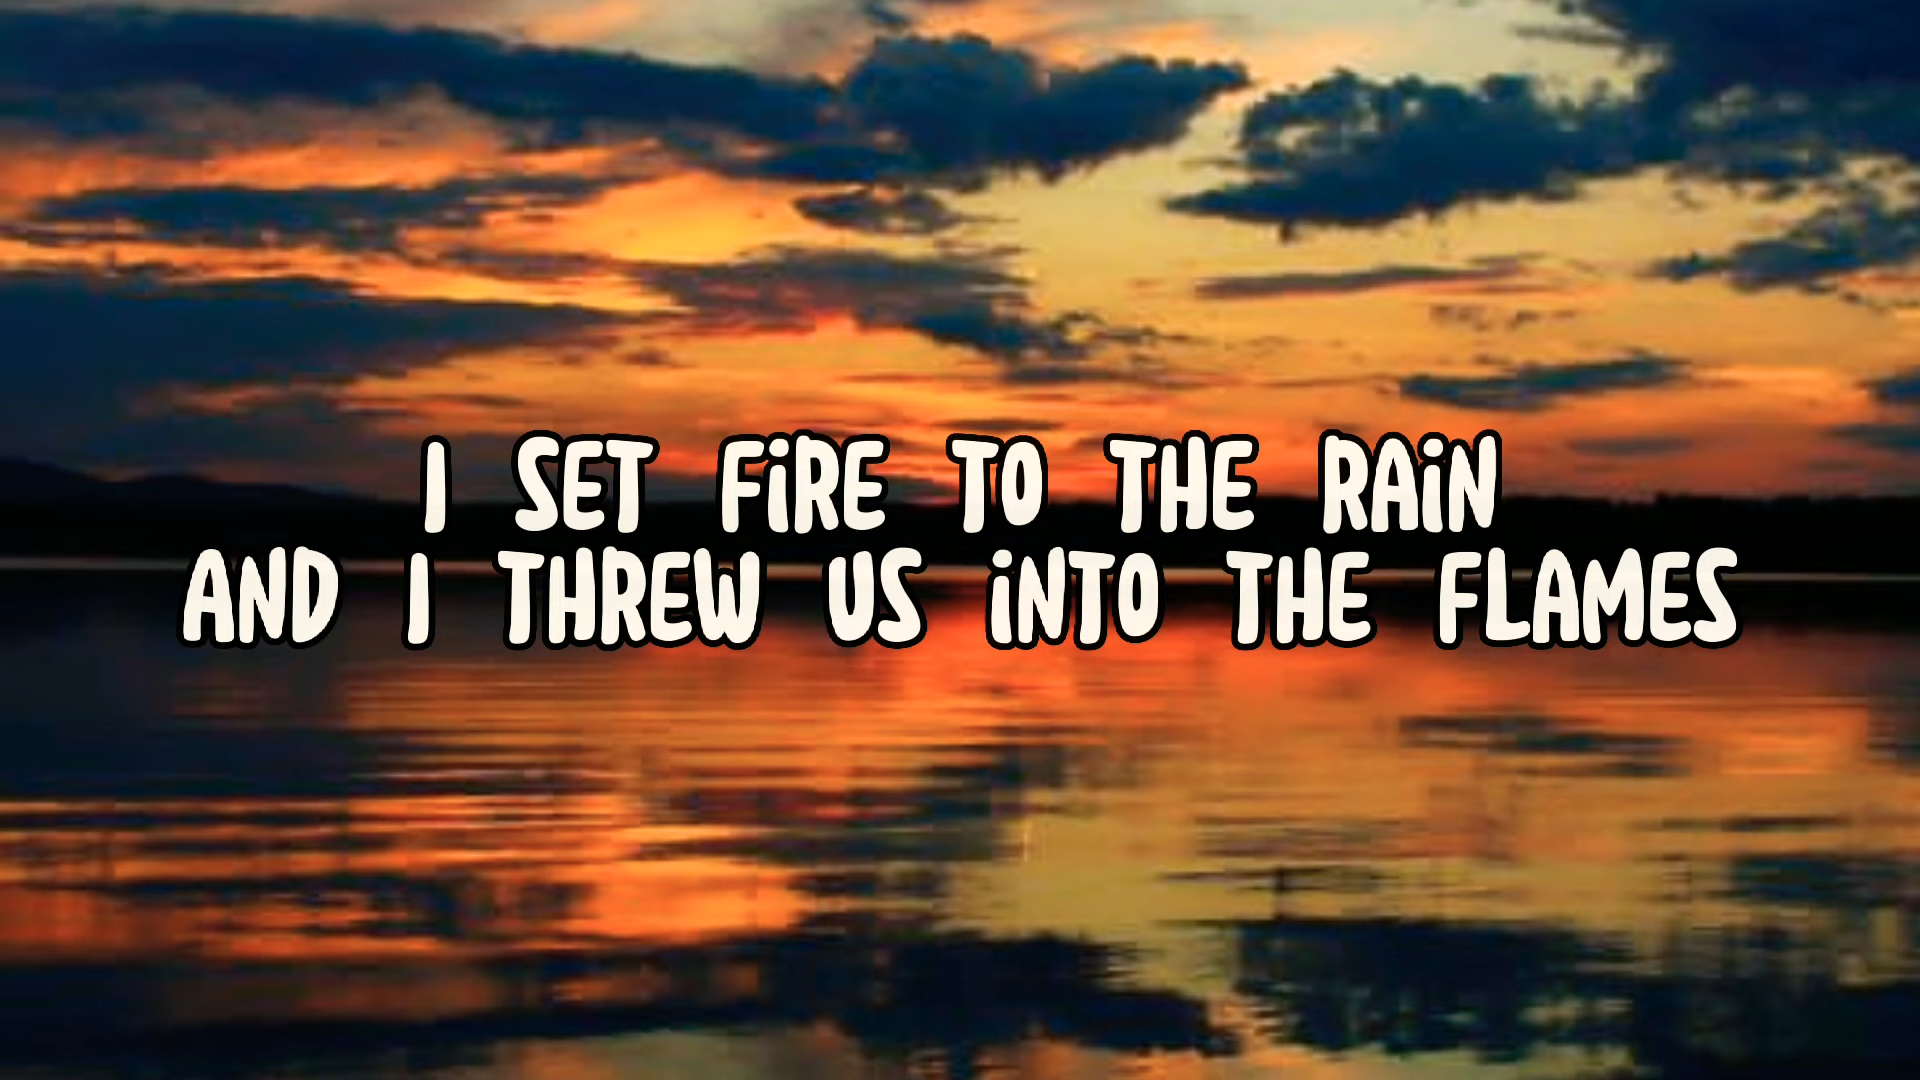 I SET FIRE TO THE RAIN
AND I THREW US INTO THE FLAMES